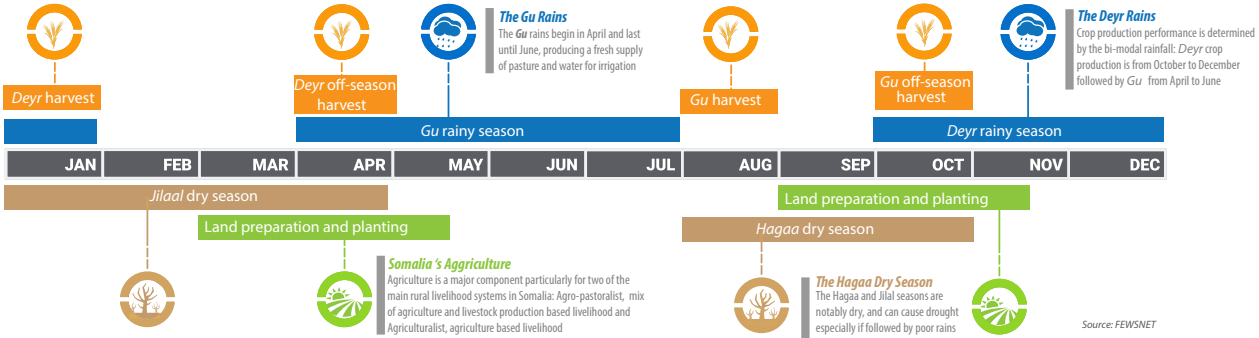 The Gu Rains
The Gu rains begin in April and last
until June, producing a fresh supply
of pasture and water for irrigation
The Deyr Rains
Crop production performance is determined
by the bi-modal rainfall: Deyr crop
production is from October to December
followed by Gu from April to June
Deyr harvest
Deyr off-season
harvest
Gu harvest
Gu off-season
harvest
Gu rainy season
Deyr rainy season
JAN FEB MAR APR MAY JUN JUL AUG SEP OCT NOV DEC
Jilaal dry season
Land preparation and planting
Land preparation and planting
Hagaa dry season
Somalia 's Aggriculture
Agriculture is a major component particularly for two of the
main rural livelihood systems in Somalia: Agro-pastoralist, mix
of agriculture and livestock production based livelihood and
Agriculturalist, agriculture based livelihood
The Hagaa Dry Season
The Hagaa and Jilal seasons are
notably dry, and can cause drought
especially if followed by poor rains
Source: FEWSNET